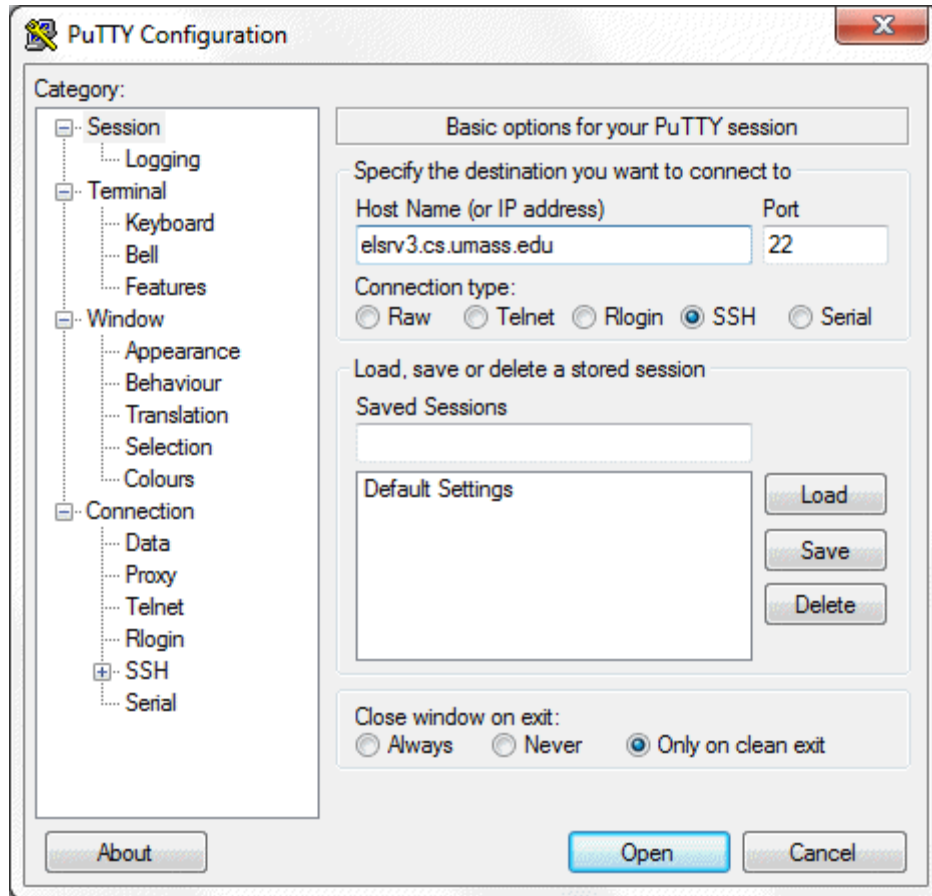 PuTTY Configuration
X
Category:
Session
Logging
Terminal
Keyboard
Bell
Features
Window
Appearance
Behaviour
Translation
Selection
Colours
Connection
Data
Proxy
Telnet
Rlogin
SSH
Serial
Basic options for your PuTTY session
Specify the destination you want to connect to
Host Name (or IP address) Port
elsrv3.cs.umass.edu 22
Connection type:
Raw Telnet Rlogin SSH Serial
Load, save or delete a stored session
Saved Sessions
Default Settings
Load
Save
Delete
Close window on exit:
Always Never Only on clean exit
About Open Cancel